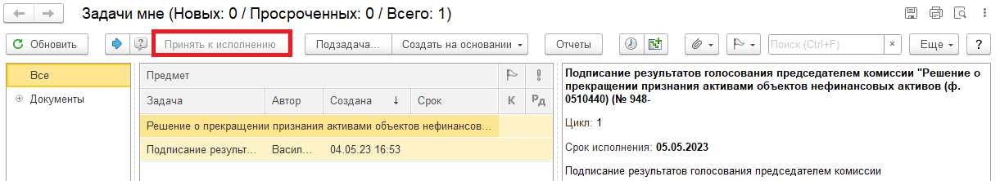 Задачи мне (Новых: 0 / Просроченных: 0 / Всего: 1)
Обновить Принять к исполнению Подзадача... Создать на основании Отчеты Поиск (Ctrl+F) × Еще ?
Все
Документы
Предмет
Задача Автор Создана ↓ Срок К Рд
Решение о прекращении признания активами объектов нефинансов...
Подписание результ... Васил... 04.05.23 16:53
Подписание результатов голосования председателем комиссии "Решение о
прекращении признания активами объектов нефинансовых активов (ф.
0510440) (№ 948-
Цикл: 1
Срок исполнения: 05.05.2023
Подписание результатов голосования председателем комиссии